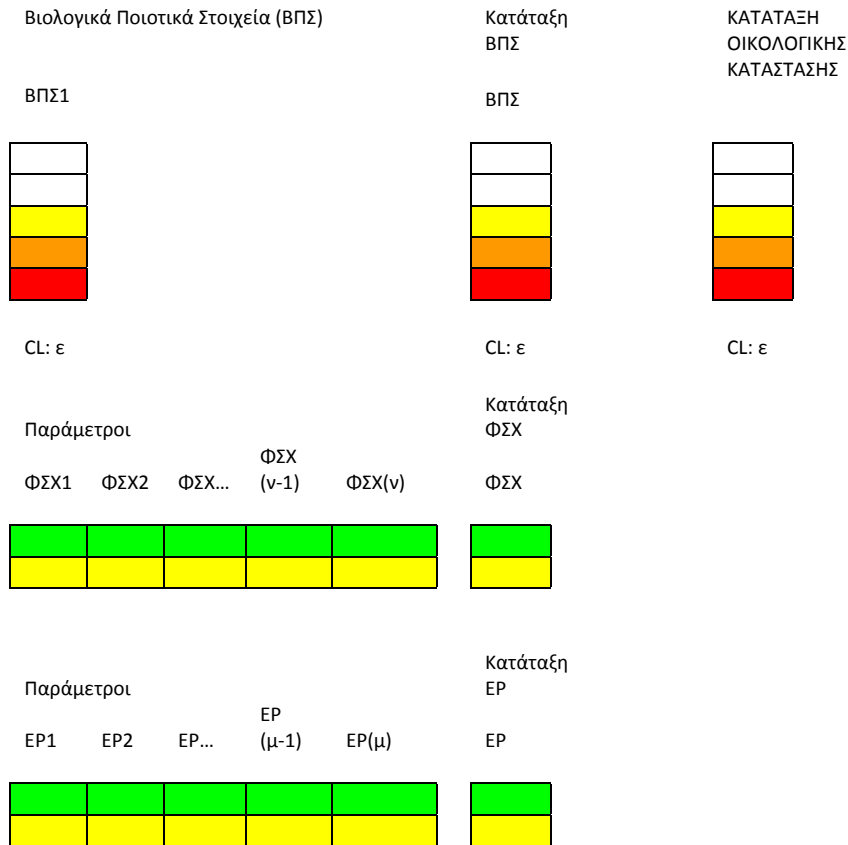 Βιολογικά Ποιοτικά Στοιχεία (ΒΠΣ)
Κατάταξη
ΒΠΣ
ΚΑΤΑΤΑΞΗ
ΟΙΚΟΛΟΓΙΚΗΣ
ΚΑΤΑΣΤΑΣΗΣ
ΒΠΣ1
ΒΠΣ
CL: ε
CL: ε
CL: ε
Παράμετροι
Κατάταξη
ΦΣΧ
ΦΣΧ1
ΦΣΧ2
ΦΣΧ...
ΦΣΧ
(ν-1)
ΦΣΧ(ν)
ΦΣΧ
Παράμετροι
Κατάταξη
ΕΡ
ΕΡ1
ΕΡ2
ΕΡ...
ΕΡ
(μ-1)
ΕΡ(μ)
ΕΡ